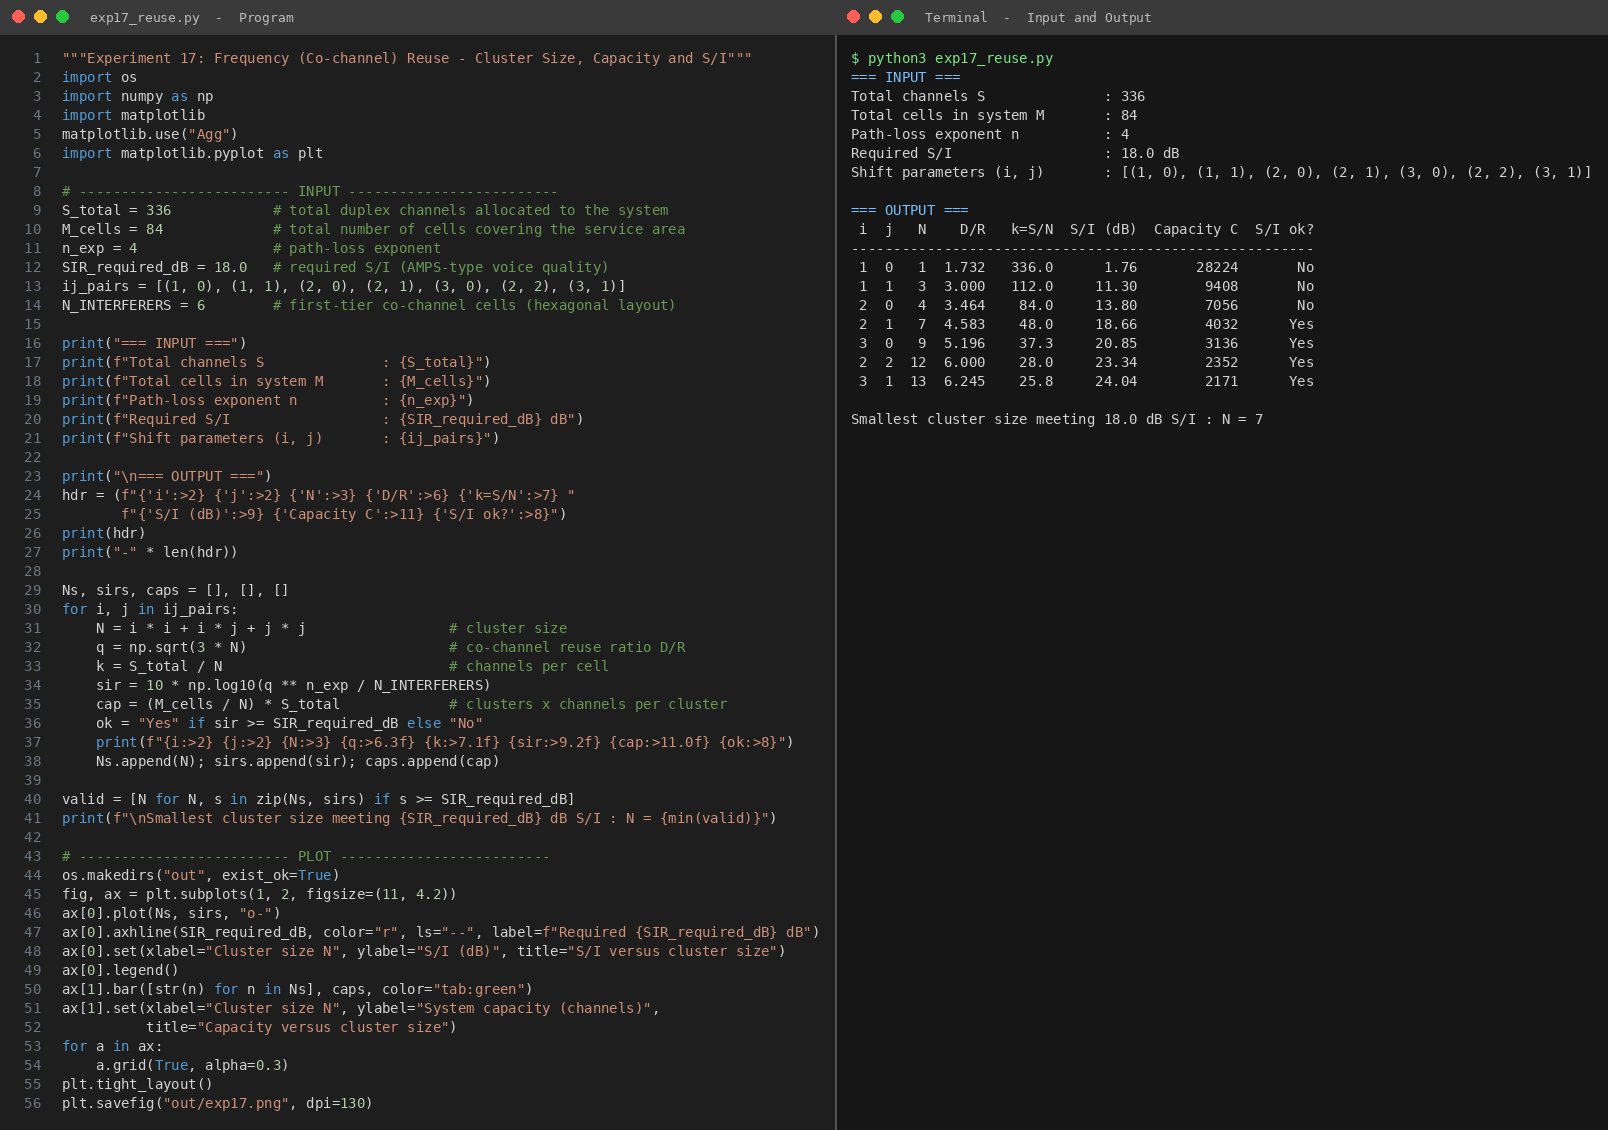 exp17_reuse.py  -  Program
1  """Experiment 17: Frequency (Co-channel) Reuse - Cluster Size, Capacity and S/I"""
2  import os
3  import numpy as np
4  import matplotlib
5  matplotlib.use("Agg")
6  import matplotlib.pyplot as plt
7
8  # ------------------------- INPUT -------------------------
9  S_total = 336            # total duplex channels allocated to the system
10  M_cells = 84             # total number of cells covering the service area
11  n_exp = 4                # path-loss exponent
12  SIR_required_dB = 18.0   # required S/I (AMPS-type voice quality)
13  ij_pairs = [(1, 0), (1, 1), (2, 0), (2, 1), (3, 0), (2, 2), (3, 1)]
14  N_INTERFERERS = 6        # first-tier co-channel cells (hexagonal layout)
15
16  print("=== INPUT ===")
17  print(f"Total channels S              : {S_total}")
18  print(f"Total cells in system M       : {M_cells}")
19  print(f"Path-loss exponent n          : {n_exp}")
20  print(f"Required S/I                  : {SIR_required_dB} dB")
21  print(f"Shift parameters (i, j)       : {ij_pairs}")
22
23  print("\n=== OUTPUT ===")
24  hdr = (f"{'i':>2} {'j':>2} {'N':>3} {'D/R':>6} {'k=S/N':>7} "
25         f"{'S/I (dB)':>9} {'Capacity C':>11} {'S/I ok?':>8}")
26  print(hdr)
27  print("-" * len(hdr))
28
29  Ns, sirs, caps = [], [], []
30  for i, j in ij_pairs:
31      N = i * i + i * j + j * j                 # cluster size
32      q = np.sqrt(3 * N)                        # co-channel reuse ratio D/R
33      k = S_total / N                           # channels per cell
34      sir = 10 * np.log10(q ** n_exp / N_INTERFERERS)
35      cap = (M_cells / N) * S_total             # clusters x channels per cluster
36      ok = "Yes" if sir >= SIR_required_dB else "No"
37      print(f"{i:>2} {j:>2} {N:>3} {q:>6.3f} {k:>7.1f} {sir:>9.2f} {cap:>11.0f} {ok:>8}")
38      Ns.append(N); sirs.append(sir); caps.append(cap)
39
40  valid = [N for N, s in zip(Ns, sirs) if s >= SIR_required_dB]
41  print(f"\nSmallest cluster size meeting {SIR_required_dB} dB S/I : N = {min(valid)}")
42
43  # ------------------------- PLOT -------------------------
44  os.makedirs("out", exist_ok=True)
45  fig, ax = plt.subplots(1, 2, figsize=(11, 4.2))
46  ax[0].plot(Ns, sirs, "o-")
47  ax[0].axhline(SIR_required_dB, color="r", ls="--", label=f"Required {SIR_required_dB} dB")
48  ax[0].set(xlabel="Cluster size N", ylabel="S/I (dB)", title="S/I versus cluster size")
49  ax[0].legend()
50  ax[1].bar([str(n) for n in Ns], caps, color="tab:green")
51  ax[1].set(xlabel="Cluster size N", ylabel="System capacity (channels)",
52            title="Capacity versus cluster size")
53  for a in ax:
54      a.grid(True, alpha=0.3)
55  plt.tight_layout()
56  plt.savefig("out/exp17.png", dpi=130)
Terminal  -  Input and Output
$ python3 exp17_reuse.py
=== INPUT ===
Total channels S              : 336
Total cells in system M       : 84
Path-loss exponent n          : 4
Required S/I                  : 18.0 dB
Shift parameters (i, j)       : [(1, 0), (1, 1), (2, 0), (2, 1), (3, 0), (2, 2), (3, 1)]

=== OUTPUT ===
 i  j   N    D/R   k=S/N  S/I (dB)  Capacity C  S/I ok?
-------------------------------------------------------
 1  0   1  1.732   336.0      1.76       28224       No
 1  1   3  3.000   112.0     11.30        9408       No
 2  0   4  3.464    84.0     13.80        7056       No
 2  1   7  4.583    48.0     18.66        4032      Yes
 3  0   9  5.196    37.3     20.85        3136      Yes
 2  2  12  6.000    28.0     23.34        2352      Yes
 3  1  13  6.245    25.8     24.04        2171      Yes

Smallest cluster size meeting 18.0 dB S/I : N = 7